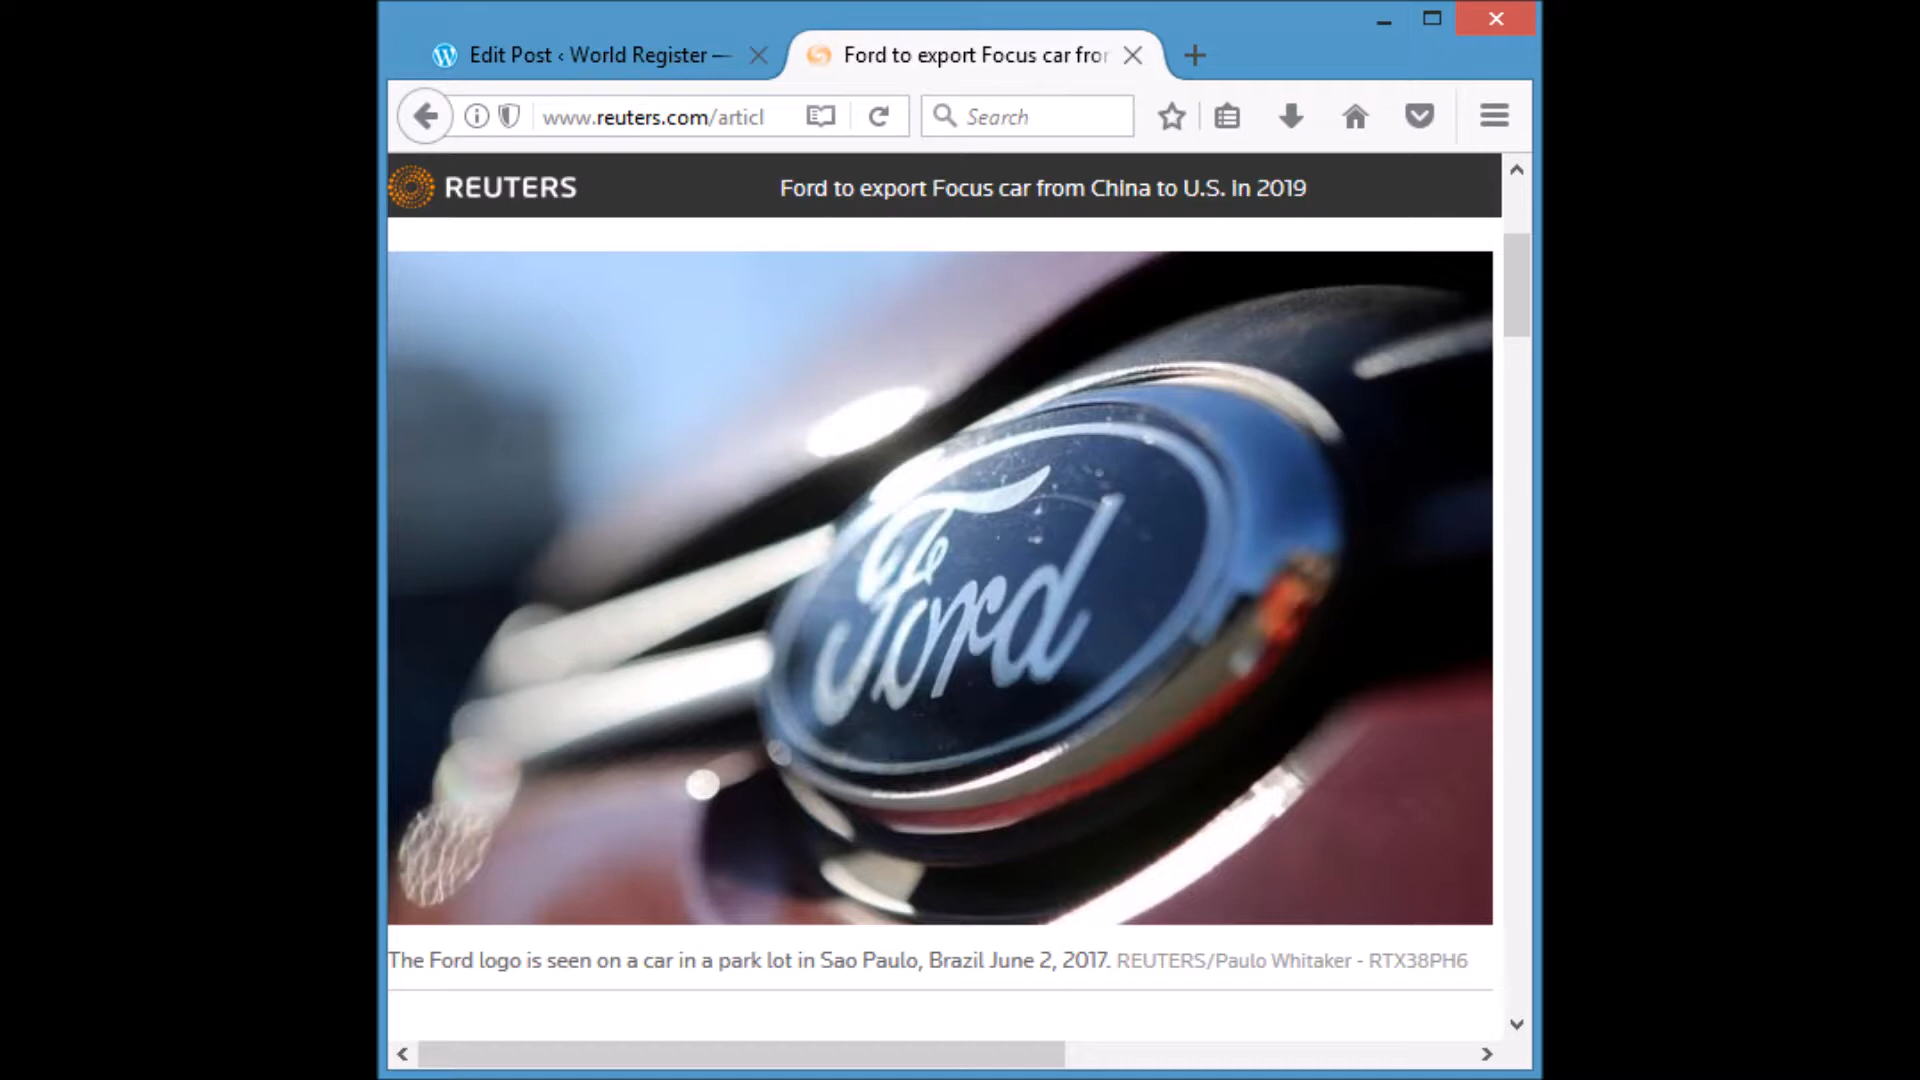 Edit Post ‹ World Register —
Ford to export Focus car fro
www.reuters.com/articl
Search
REUTERS
Ford to export Focus car from China to U.S. in 2019
Ford
The Ford logo is seen on a car in a park lot in Sao Paulo, Brazil June 2, 2017. REUTERS/Paulo Whitaker - RTX38PH6